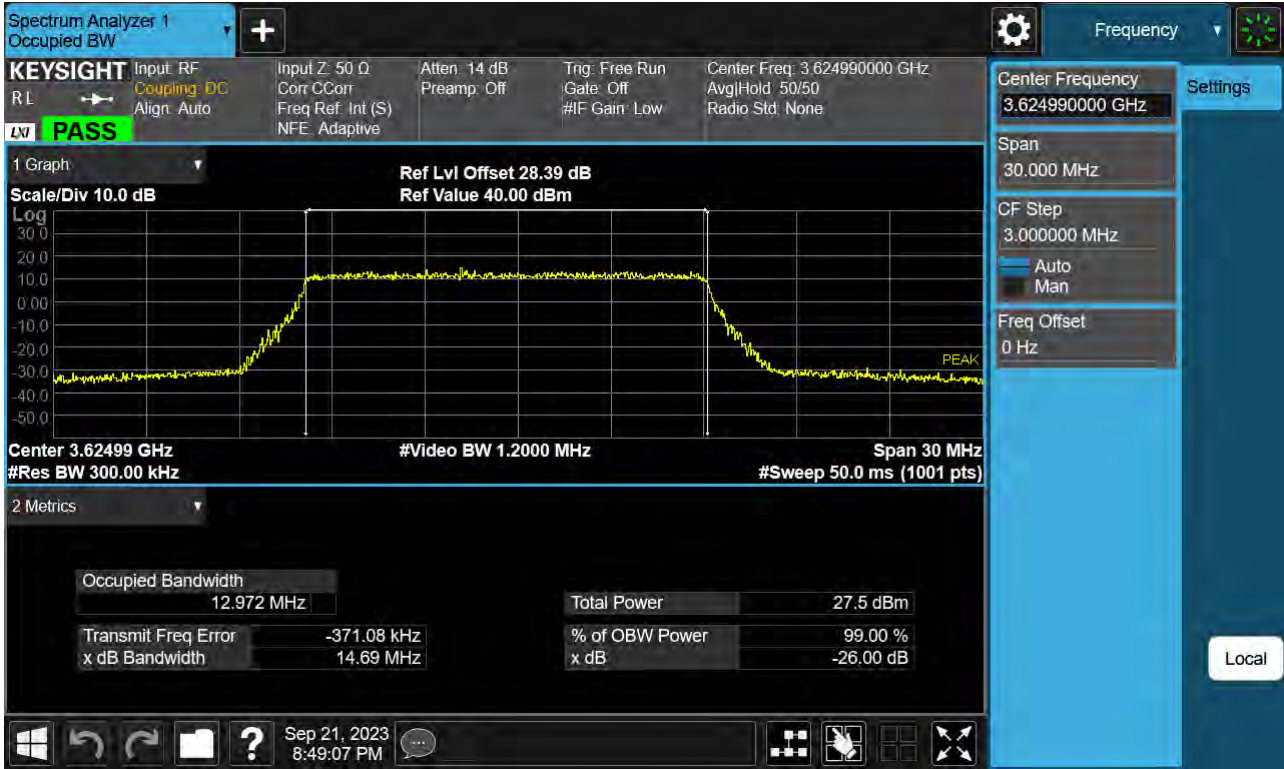 Spectrum Analyzer 1
Occupied BW
+
Frequency
KEYSIGHT
RL
LXI
PASS
Input: RF
Coupling: DC
Align: Auto
Input Z: 50 Ω
Corr CCorr
Freq Ref: Int (S)
NFE: Adaptive
Atten: 14 dB
Preamp: Off
Trig: Free Run
Gate: Off
#IF Gain: Low
Center Freq: 3.624990000 GHz
Avg|Hold: 50/50
Radio Std: None
Center Frequency
3.624990000 GHz
Settings
Span
30.000 MHz
CF Step
3.000000 MHz
Auto
Man
Freq Offset
0 Hz
Local
1 Graph
Scale/Div 10.0 dB
Ref Lvl Offset 28.39 dB
Ref Value 40.00 dBm
Log
30.0
20.0
10.0
0.00
-10.0
-20.0
-30.0
-40.0
-50.0
PEAK
Center 3.62499 GHz
#Video BW 1.2000 MHz
Span 30 MHz
#Res BW 300.00 kHz
#Sweep 50.0 ms (1001 pts)
2 Metrics
Occupied Bandwidth
12.972 MHz
Total Power 27.5 dBm
Transmit Freq Error -371.08 kHz
% of OBW Power 99.00 %
x dB Bandwidth 14.69 MHz
x dB -26.00 dB
?
Sep 21, 2023
8:49:07 PM